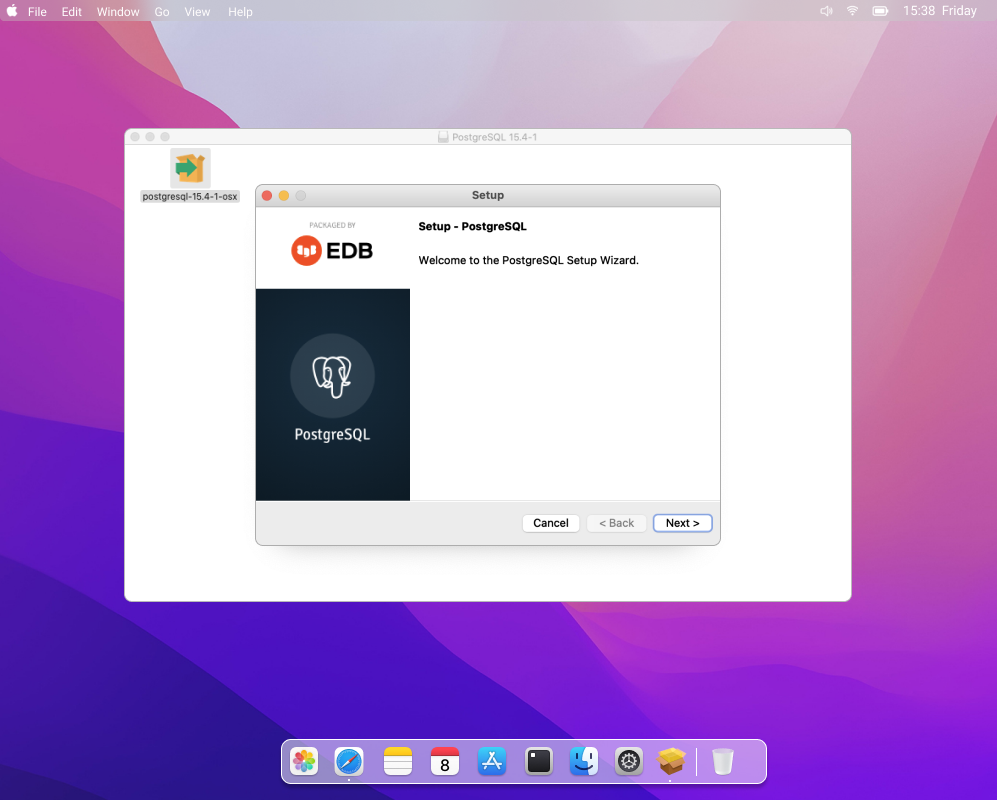 File Edit Window Go View Help
15:38 Friday
PostgreSQL 15.4-1
postgresql-15.4-1-osx
Setup
PACKAGED BY
EDB
Setup - PostgreSQL
Welcome to the PostgreSQL Setup Wizard.
PostgreSQL
Cancel
< Back
Next >
8